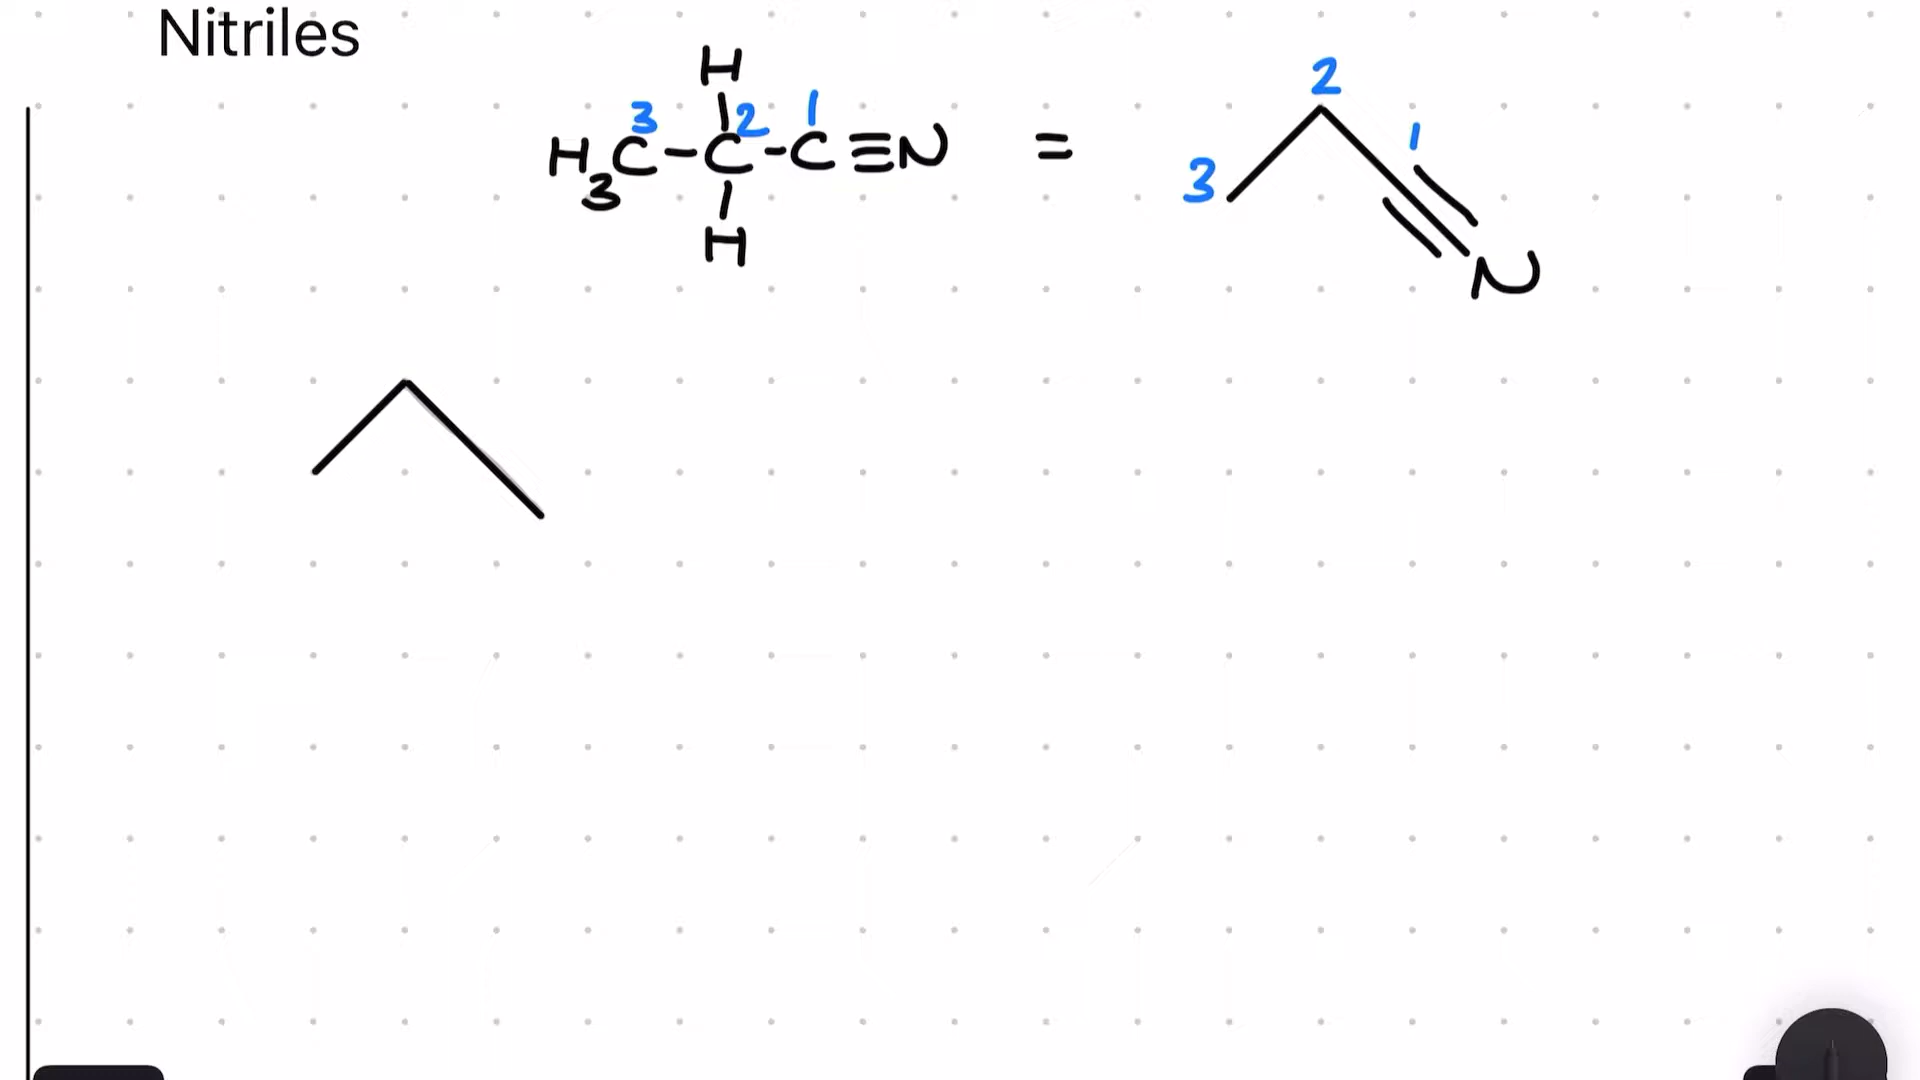 Nitriles
H
3 2 1
H3C-C-C≡N =
H
2
1
3
N